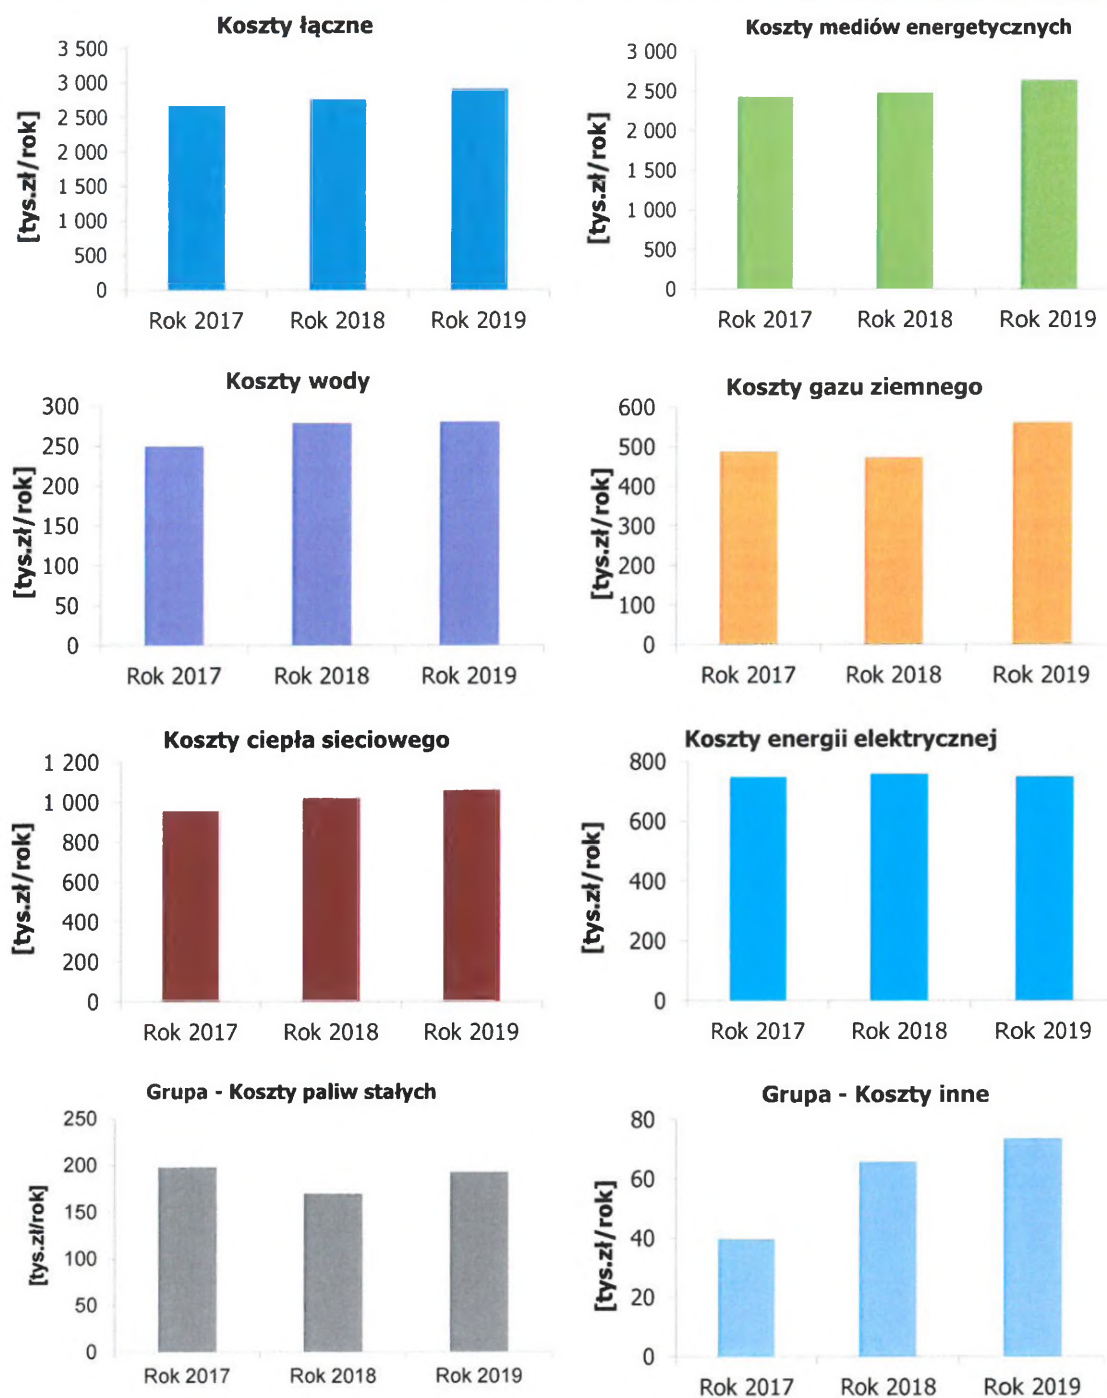 Koszty łączne
[tys.zł/rok]
3 500
3 000
2 500
2 000
1 500
1 000
500
0
Rok 2017 Rok 2018 Rok 2019
Koszty mediów energetycznych
[tys.zł/rok]
3 000
2 500
2 000
1 500
1 000
500
0
Rok 2017 Rok 2018 Rok 2019
Koszty wody
[tys.zł/rok]
300
250
200
150
100
50
0
Rok 2017 Rok 2018 Rok 2019
Koszty gazu ziemnego
[tys.zł/rok]
600
500
400
300
200
100
0
Rok 2017 Rok 2018 Rok 2019
Koszty ciepła sieciowego
[tys.zł/rok]
1 200
1 000
800
600
400
200
0
Rok 2017 Rok 2018 Rok 2019
Koszty energii elektrycznej
[tys.zł/rok]
800
600
400
200
0
Rok 2017 Rok 2018 Rok 2019
Grupa - Koszty paliw stałych
[tys.zł/rok]
250
200
150
100
50
0
Rok 2017 Rok 2018 Rok 2019
Grupa - Koszty inne
[tys.zł/rok]
80
60
40
20
0
Rok 2017 Rok 2018 Rok 2019